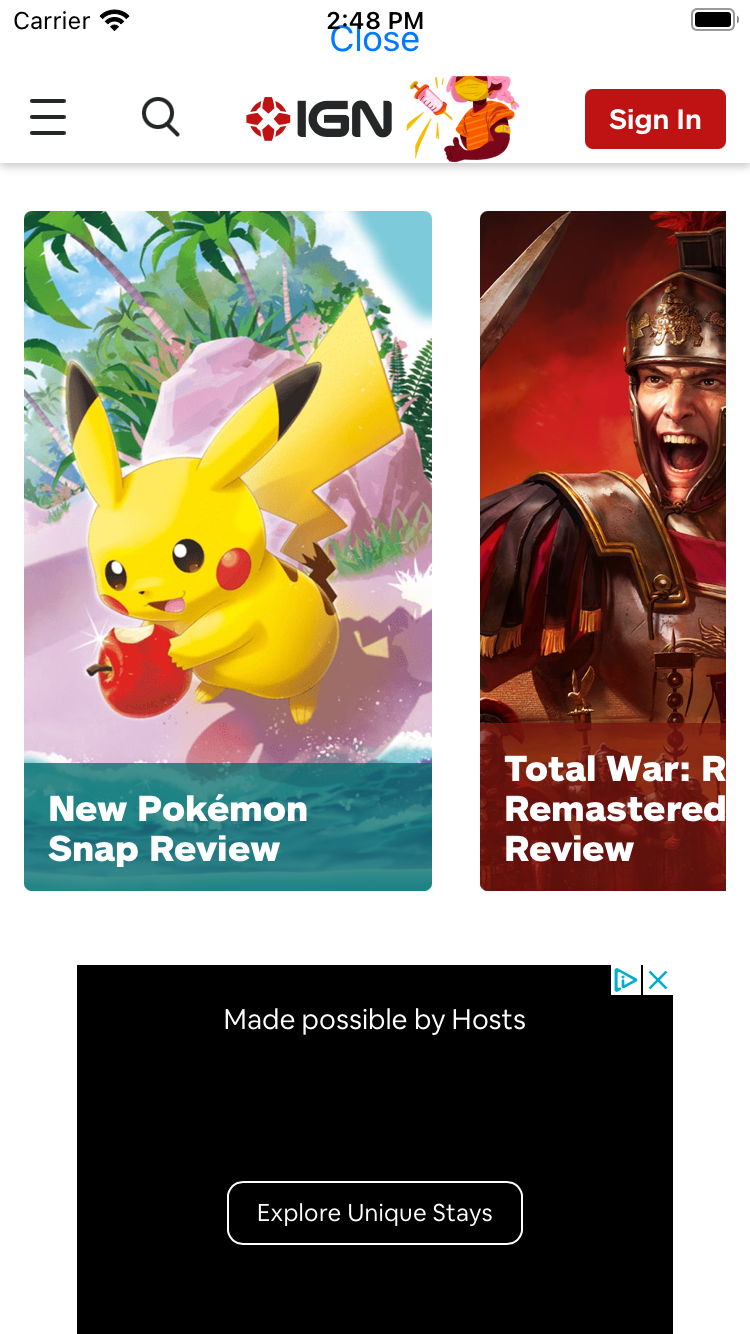 Carrier
2:48 PM
Close
IGN
Sign In
New Pokémon
Snap Review
Total War: R
Remastered
Review
Made possible by Hosts
Explore Unique Stays